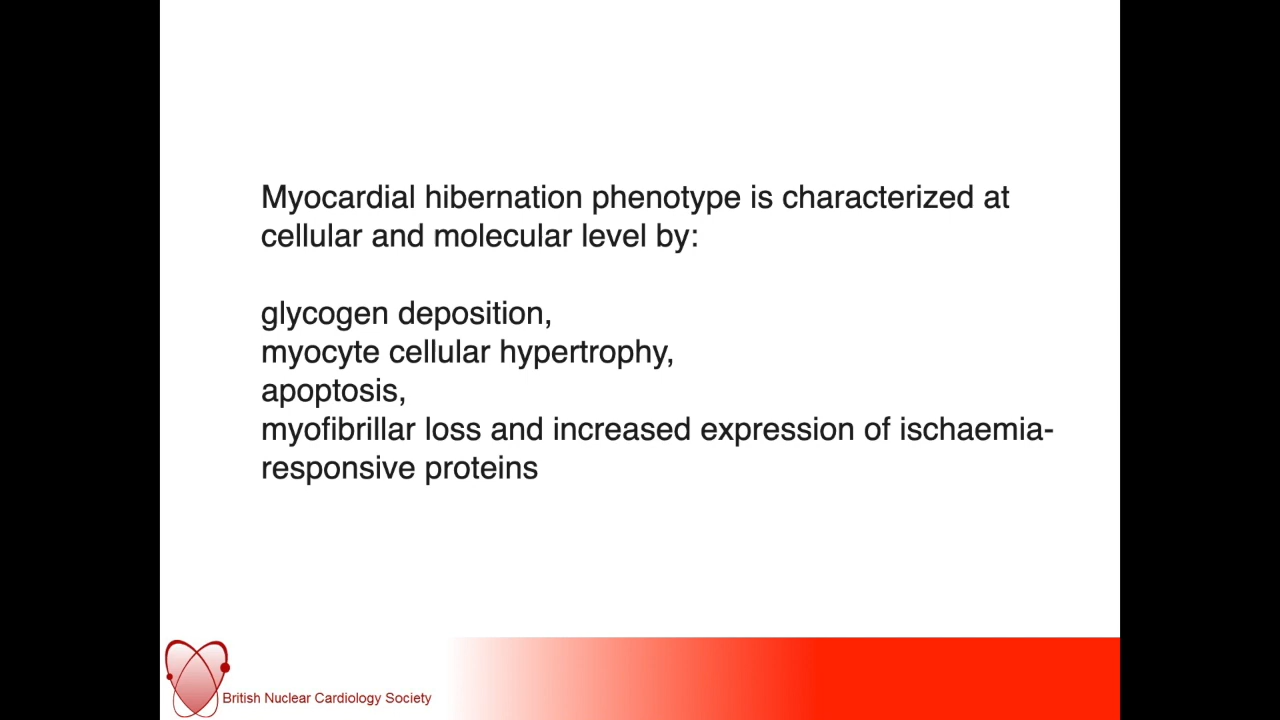 Myocardial hibernation phenotype is characterized at
cellular and molecular level by:
glycogen deposition,
myocyte cellular hypertrophy,
apoptosis,
myofibrillar loss and increased expression of ischaemia-
responsive proteins
British Nuclear Cardiology Society